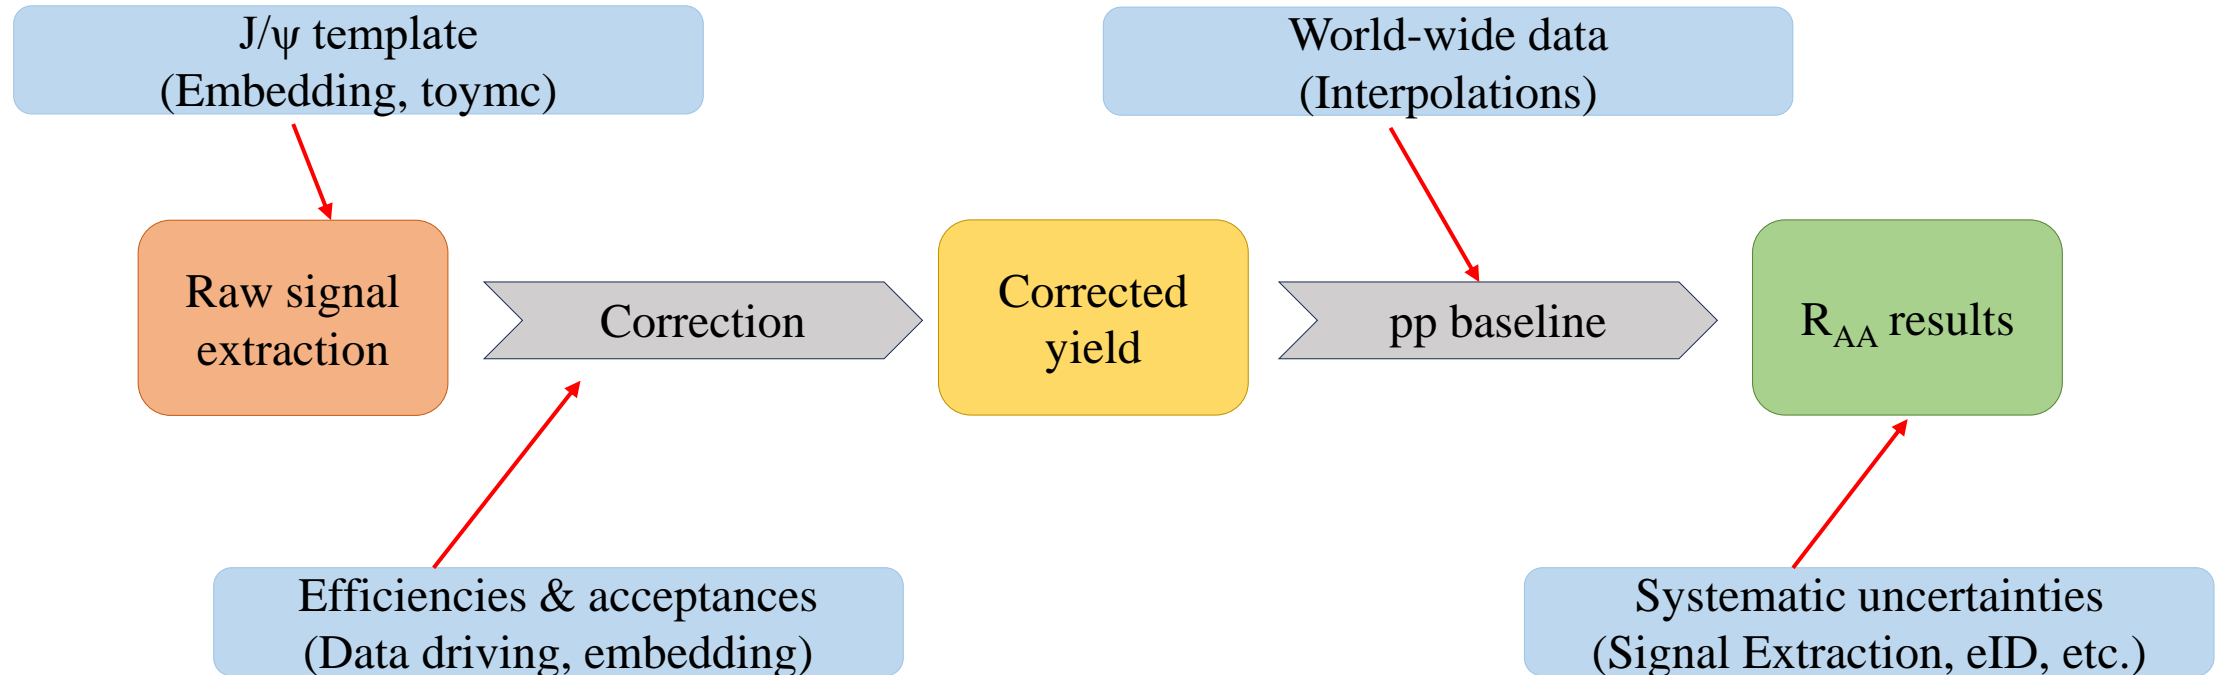 J/ψ template
(Embedding, toymc)
World-wide data
(Interpolations)
Raw signal
extraction
Correction
Corrected
yield
pp baseline
R_AA results
Efficiencies & acceptances
(Data driving, embedding)
Systematic uncertainties
(Signal Extraction, eID, etc.)